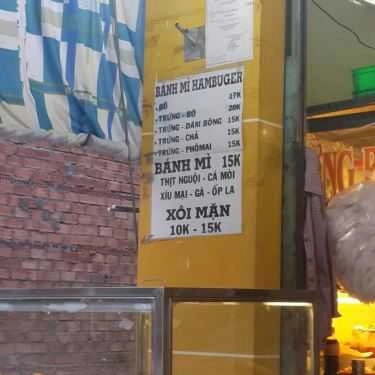 BÁNH MÌ HAMBUGER
- BÒ 17K
- TRỨNG - BÒ 20K
- TRỨNG - DĂM BÔNG 15K
- TRỨNG - CHẢ 15K
- TRỨNG - PHÔMAI 15K
BÁNH MÌ 15K
THỊT NGUỘI - CÁ MÒI
XÍU MẠI - GÀ - ỐP LA
XÔI MẶN
10K - 15K